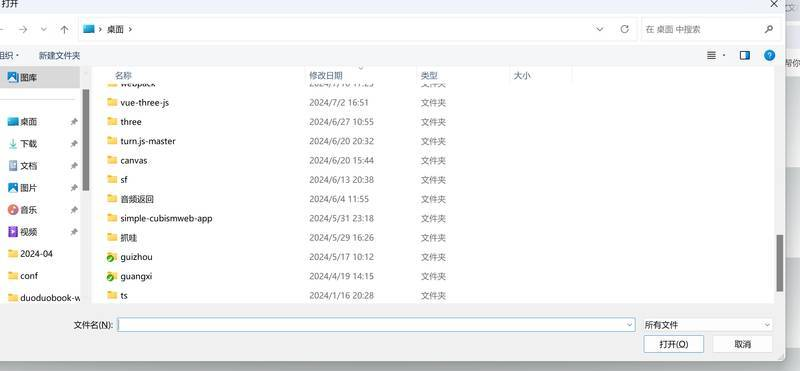 打开
桌面
在 桌面 中搜索
组织 新建文件夹
图库 名称 修改日期 类型 大小
webpack 2024/7/10 11:25 文件夹
vue-three-js 2024/7/2 16:51 文件夹
桌面 three 2024/6/27 10:55 文件夹
下载 turn.js-master 2024/6/20 20:32 文件夹
文档 canvas 2024/6/20 15:44 文件夹
图片 sf 2024/6/13 20:38 文件夹
音乐 音频返回 2024/6/4 11:55 文件夹
视频 simple-cubismweb-app 2024/5/31 23:18 文件夹
抓哇 2024/5/29 16:26 文件夹
2024-04 guizhou 2024/5/17 10:12 文件夹
conf guangxi 2024/4/19 14:15 文件夹
duoduobook-w ts 2024/1/16 20:28 文件夹
文件名(N): 所有文件
打开(O) 取消
帮你